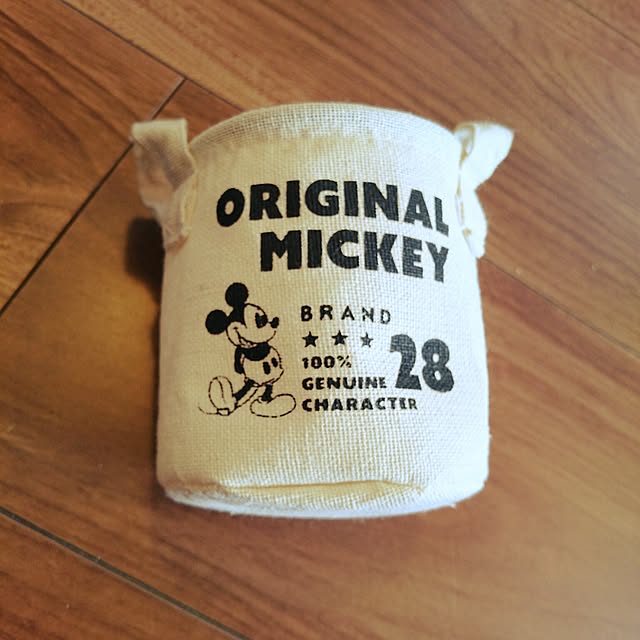 ORIGINAL
MICKEY
BRAND
★ ★ ★
100%
GENUINE 28
CHARACTER